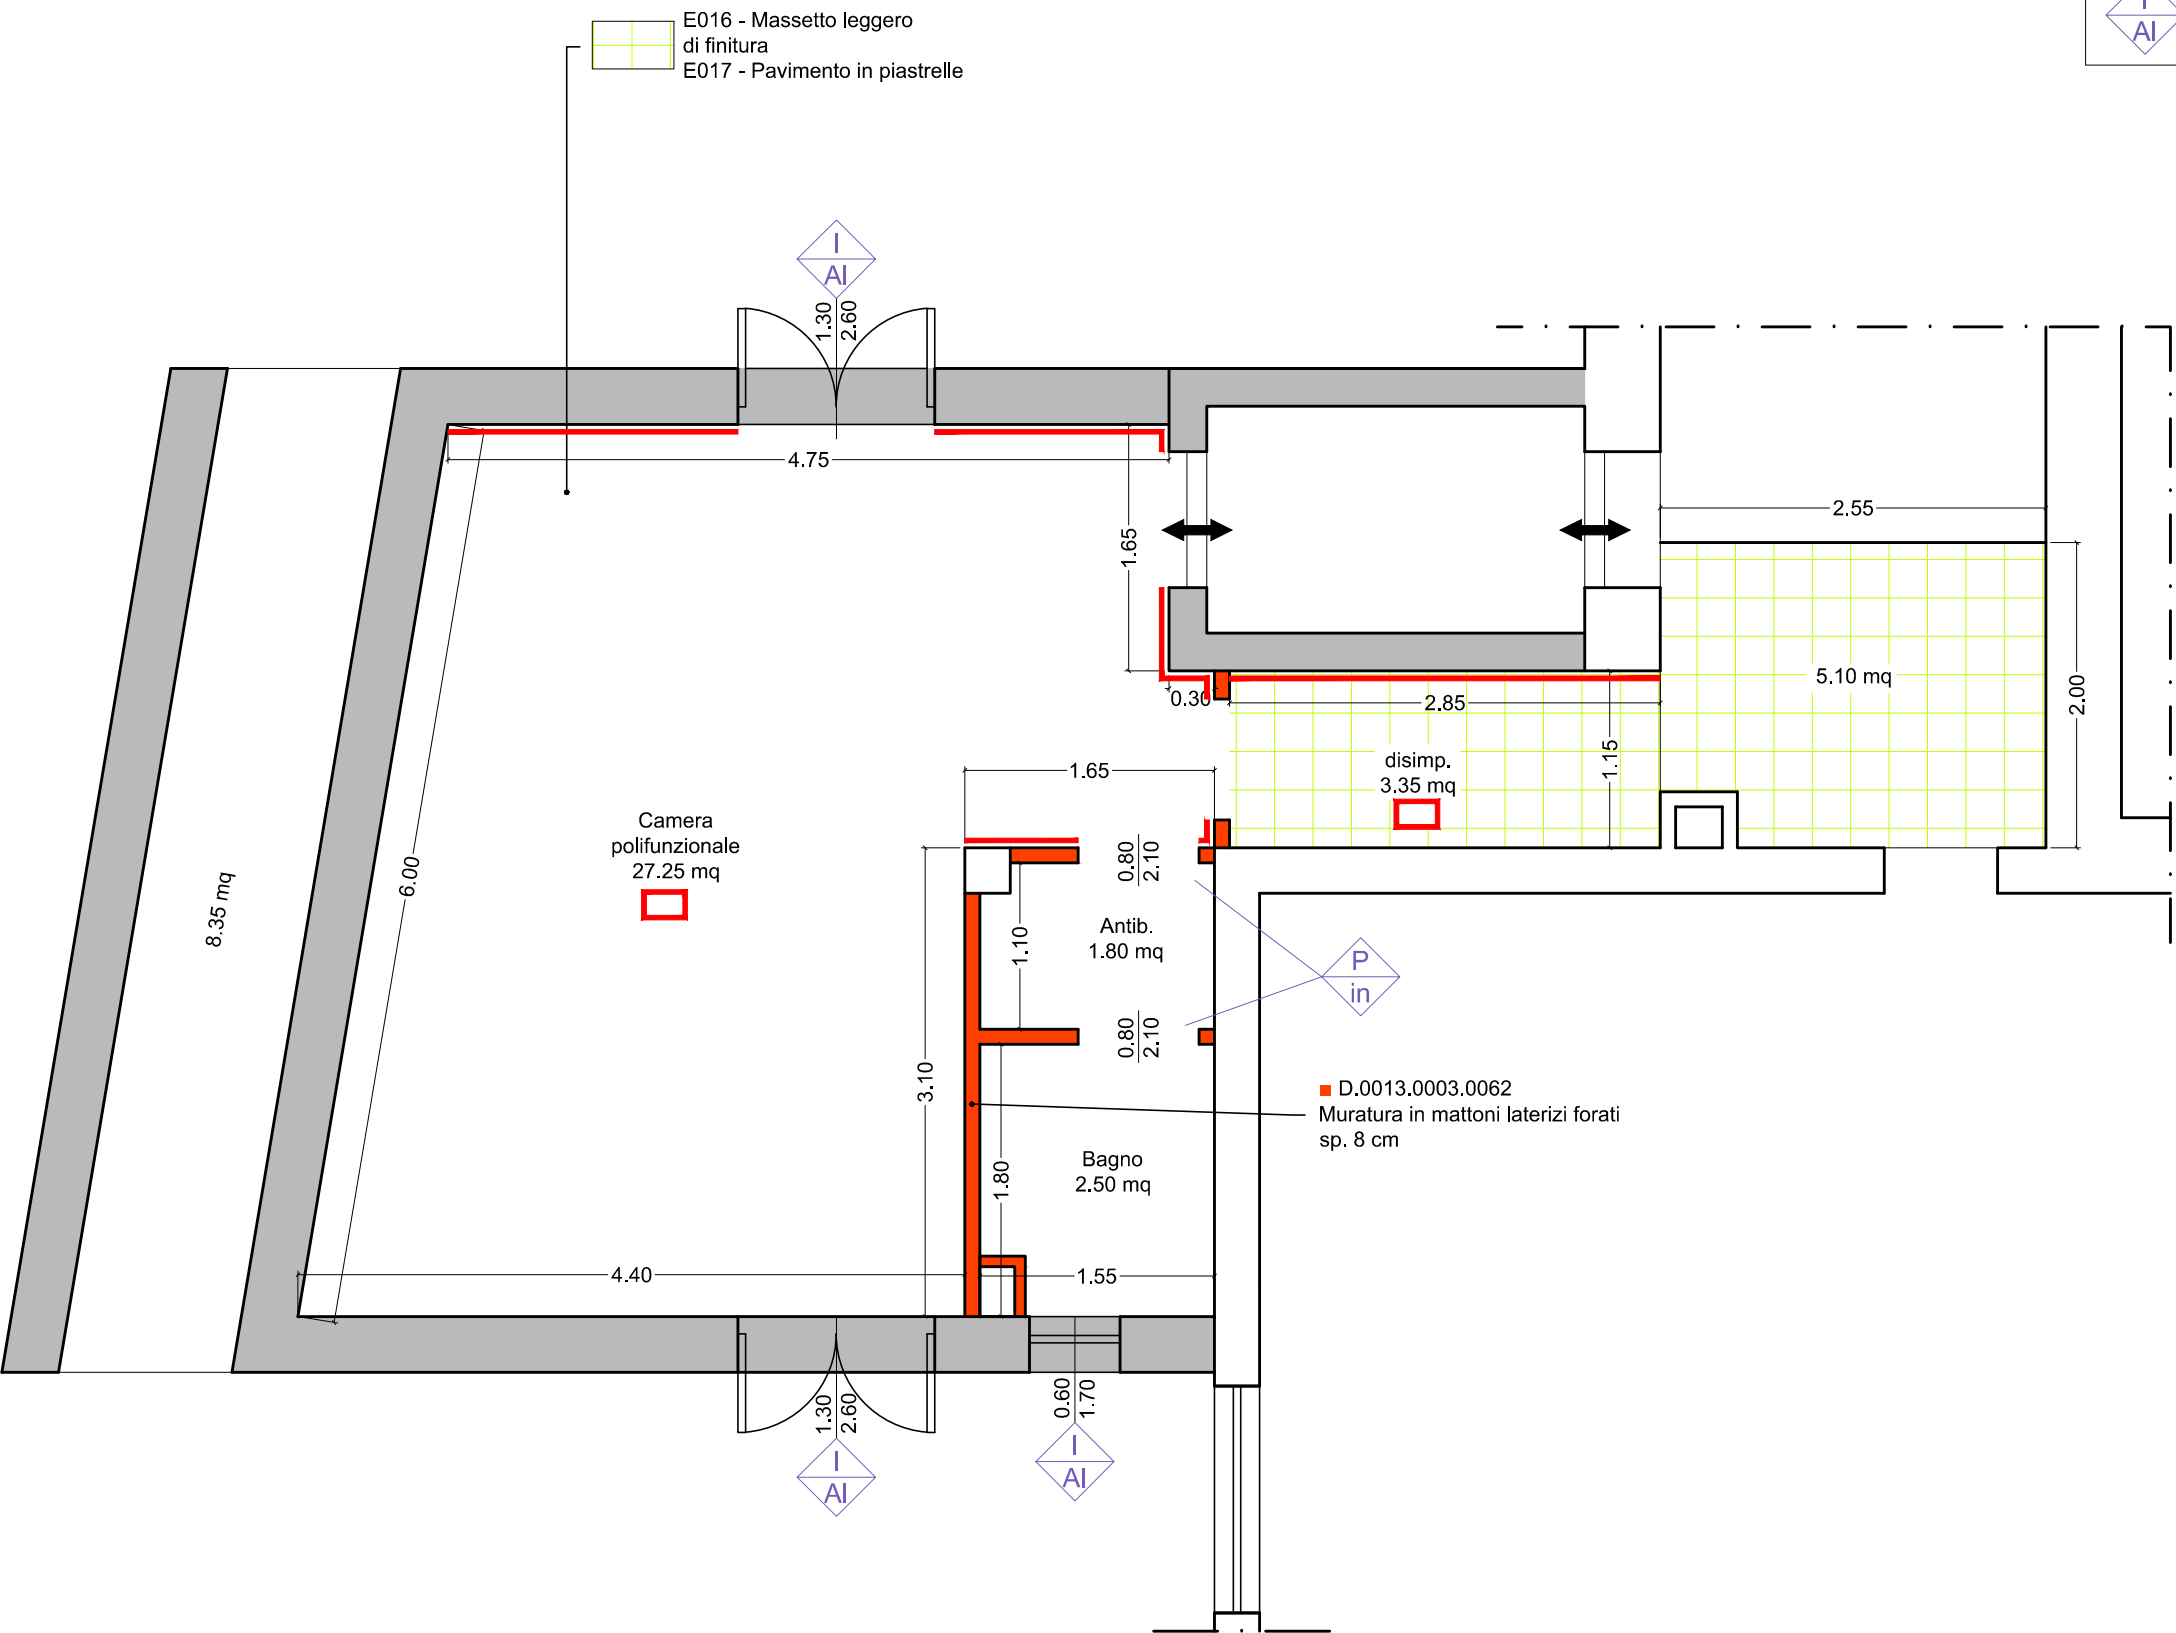 E016 - Massetto leggero
di finitura
E017 - Pavimento in piastrelle
I
AI
I
AI
1.30
2.60
4.75
2.55
1.65
5.10 mq
2.00
0.30
2.85
1.15
disimp.
3.35 mq
1.65
Camera
polifunzionale
27.25 mq
0.80
2.10
6.00
8.35 mq
Antib.
1.80 mq
1.10
P
in
0.80
2.10
3.10
D.0013.0003.0062
Muratura in mattoni laterizi forati
sp. 8 cm
Bagno
2.50 mq
1.80
4.40
1.55
1.30
2.60
0.60
1.70
I
AI
I
AI